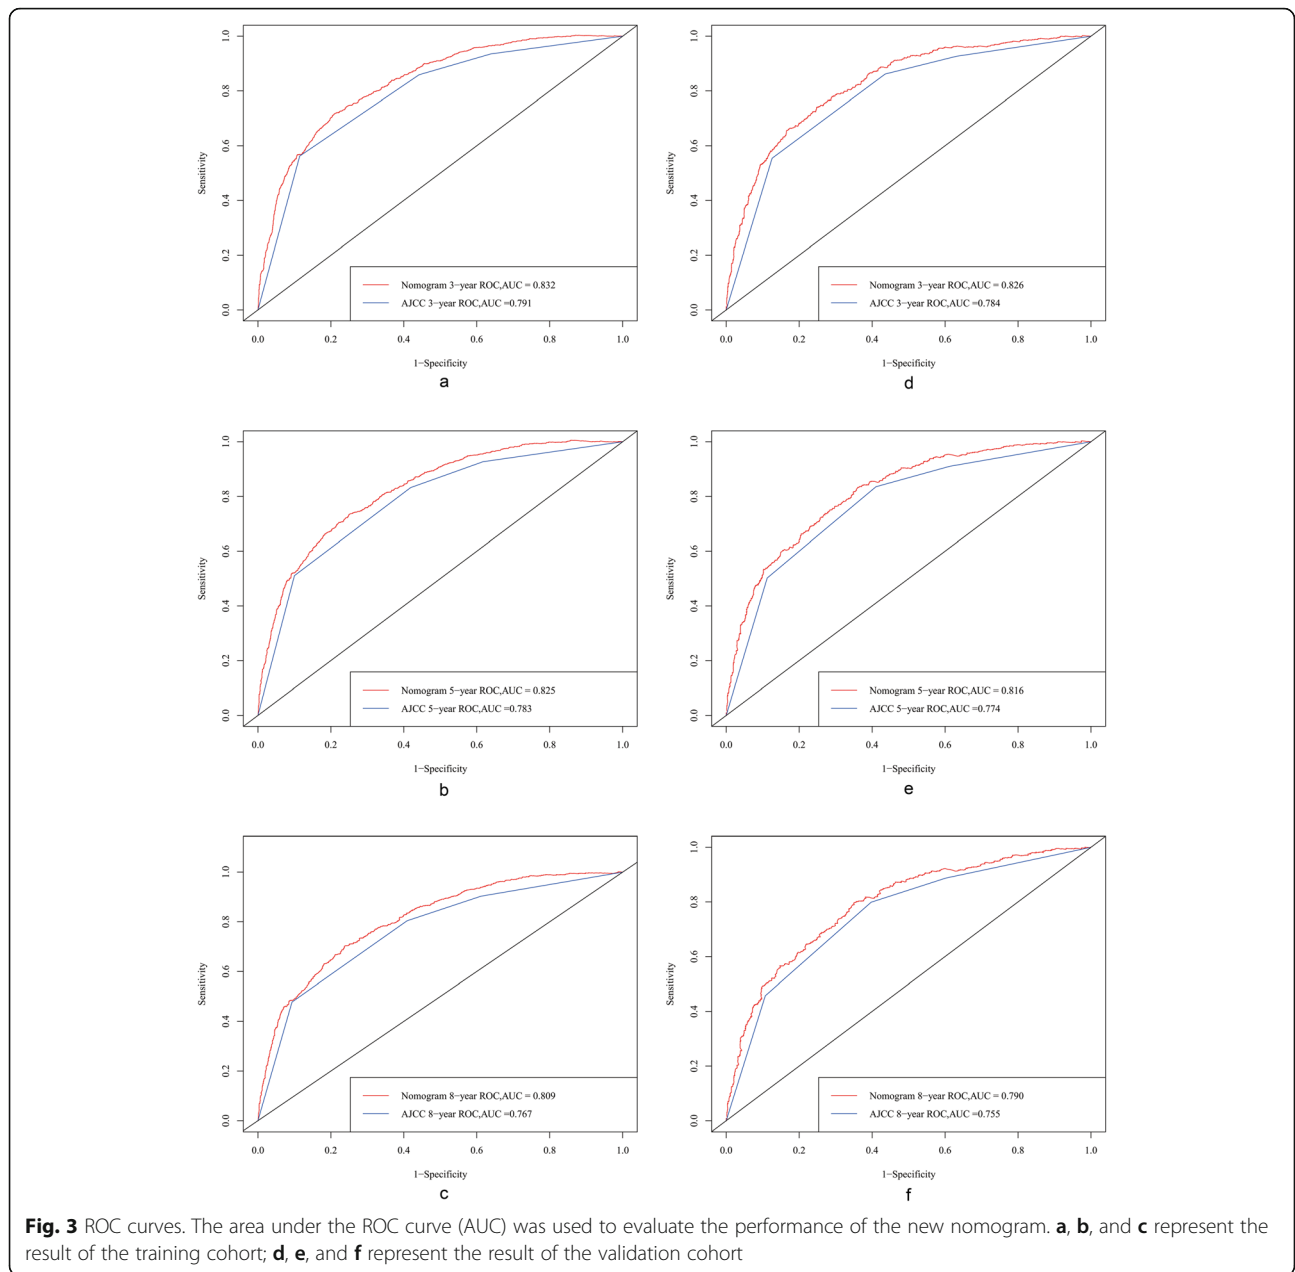 1.0
0.8
0.6
0.4
0.2
0.0
Sensitivity
Nomogram 3−year ROC,AUC = 0.832
AJCC 3−year ROC,AUC =0.791
0.0 0.2 0.4 0.6 0.8 1.0
1−Specificity
a
1.0
0.8
0.6
0.4
0.2
0.0
Sensitivity
Nomogram 3−year ROC,AUC = 0.826
AJCC 3−year ROC,AUC =0.784
0.0 0.2 0.4 0.6 0.8 1.0
1−Specificity
d
1.0
0.8
0.6
0.4
0.2
0.0
Sensitivity
Nomogram 5−year ROC,AUC = 0.825
AJCC 5−year ROC,AUC =0.783
0.0 0.2 0.4 0.6 0.8 1.0
1−Specificity
b
1.0
0.8
0.6
0.4
0.2
0.0
Sensitivity
Nomogram 5−year ROC,AUC = 0.816
AJCC 5−year ROC,AUC =0.774
0.0 0.2 0.4 0.6 0.8 1.0
1−Specificity
e
1.0
0.8
0.6
0.4
0.2
0.0
Sensitivity
Nomogram 8−year ROC,AUC = 0.809
AJCC 8−year ROC,AUC =0.767
0.0 0.2 0.4 0.6 0.8 1.0
1−Specificity
c
1.0
0.8
0.6
0.4
0.2
0.0
Sensitivity
Nomogram 8−year ROC,AUC = 0.790
AJCC 8−year ROC,AUC =0.755
0.0 0.2 0.4 0.6 0.8 1.0
1−Specificity
f
Fig. 3 ROC curves. The area under the ROC curve (AUC) was used to evaluate the performance of the new nomogram. a, b, and c represent the
result of the training cohort; d, e, and f represent the result of the validation cohort